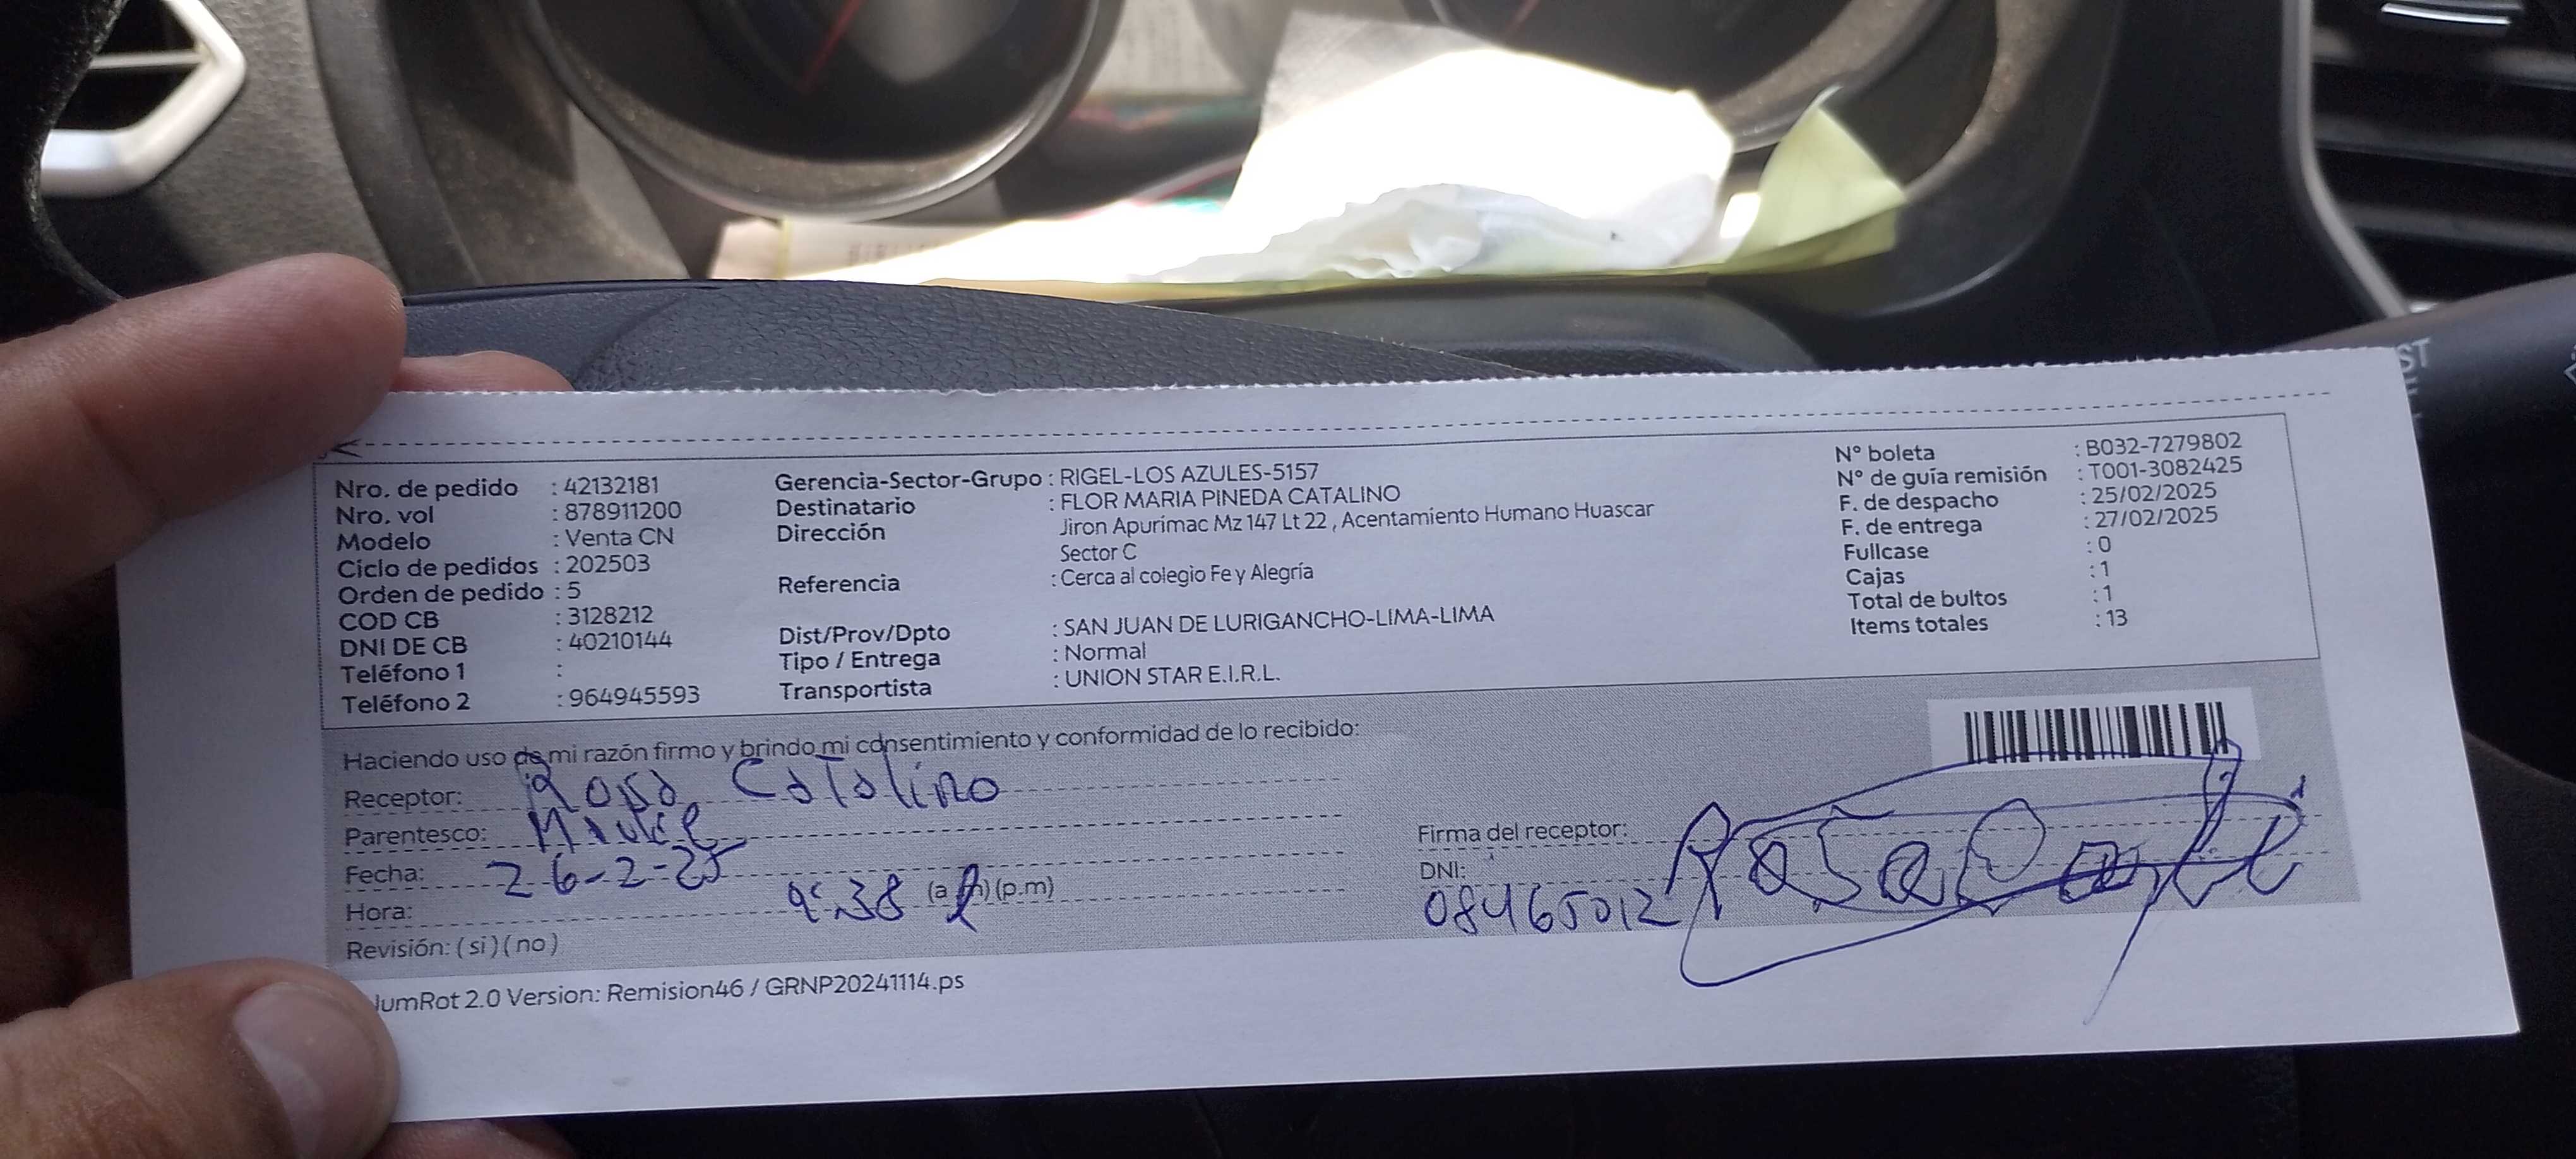 Nro. de pedido : 42132181
Nro. vol : 878911200
Modelo : Venta CN
Ciclo de pedidos : 202503
Orden de pedido : 5
COD CB : 3128212
DNI DE CB : 40210144
Teléfono 1 :
Teléfono 2 : 964945593
Gerencia-Sector-Grupo : RIGEL-LOS AZULES-5157
Destinatario : FLOR MARIA PINEDA CATALINO
Dirección Jiron Apurimac Mz 147 Lt 22 , Acentamiento Humano Huascar
Sector C
Referencia : Cerca al colegio Fe y Alegría
Dist/Prov/Dpto : SAN JUAN DE LURIGANCHO-LIMA-LIMA
Tipo / Entrega : Normal
Transportista : UNION STAR E.I.R.L.
N° boleta : B032-7279802
N° de guía remisión : T001-3082425
F. de despacho : 25/02/2025
F. de entrega : 27/02/2025
Fullcase : 0
Cajas : 1
Total de bultos : 1
Items totales : 13
Haciendo uso de mi razón firmo y brindo mi consentimiento y conformidad de lo recibido:
Receptor: Rosa Catalino
Parentesco:
Fecha: 26-2-25
Hora: 9:38 (a m) (p.m)
Revisión: ( si ) ( no )
Firma del receptor:
DNI:
08465012
umRot 2.0 Version: Remision46 / GRNP20241114.ps
ST